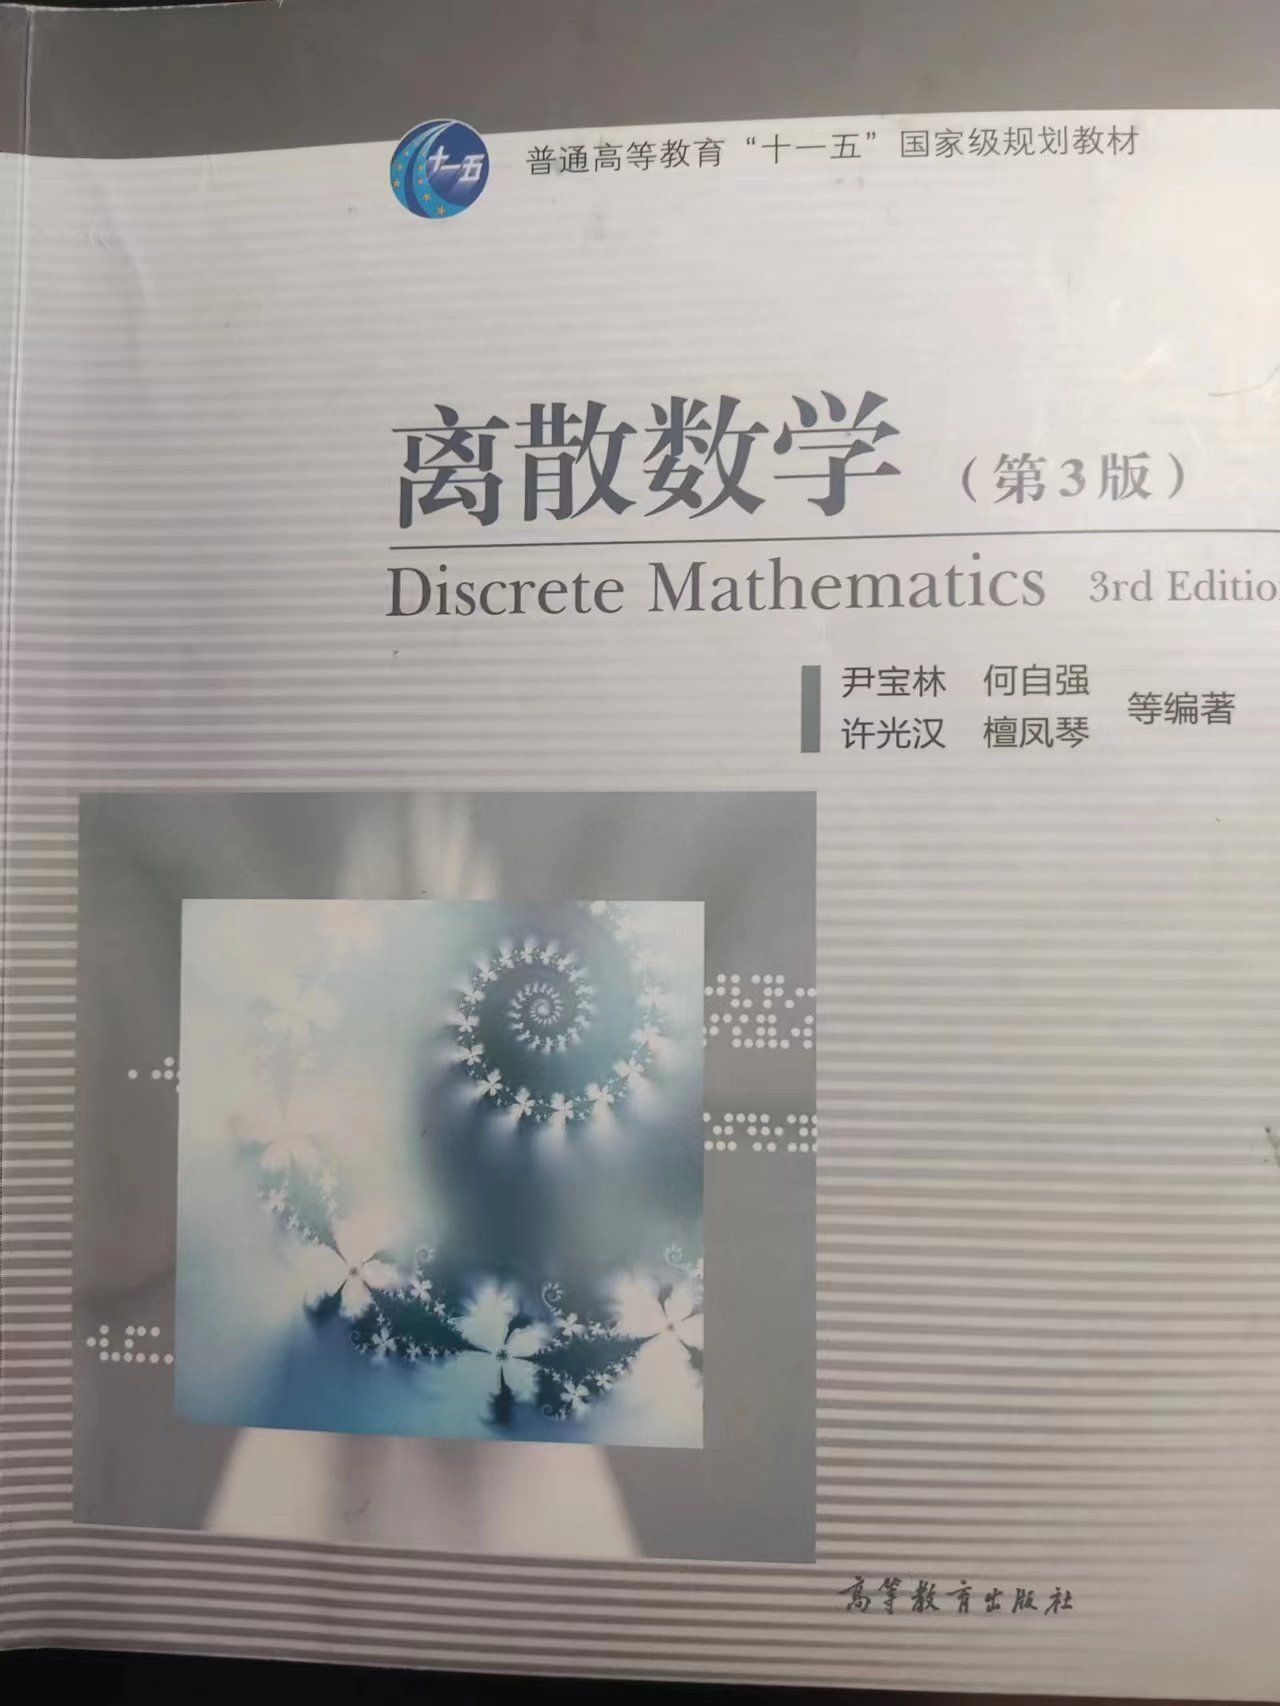 十一五
普通高等教育“十一五”国家级规划教材
离散数学（第3版）
Discrete Mathematics 3rd Editio
尹宝林 何自强
许光汉 檀凤琴 等编著
高等教育出版社